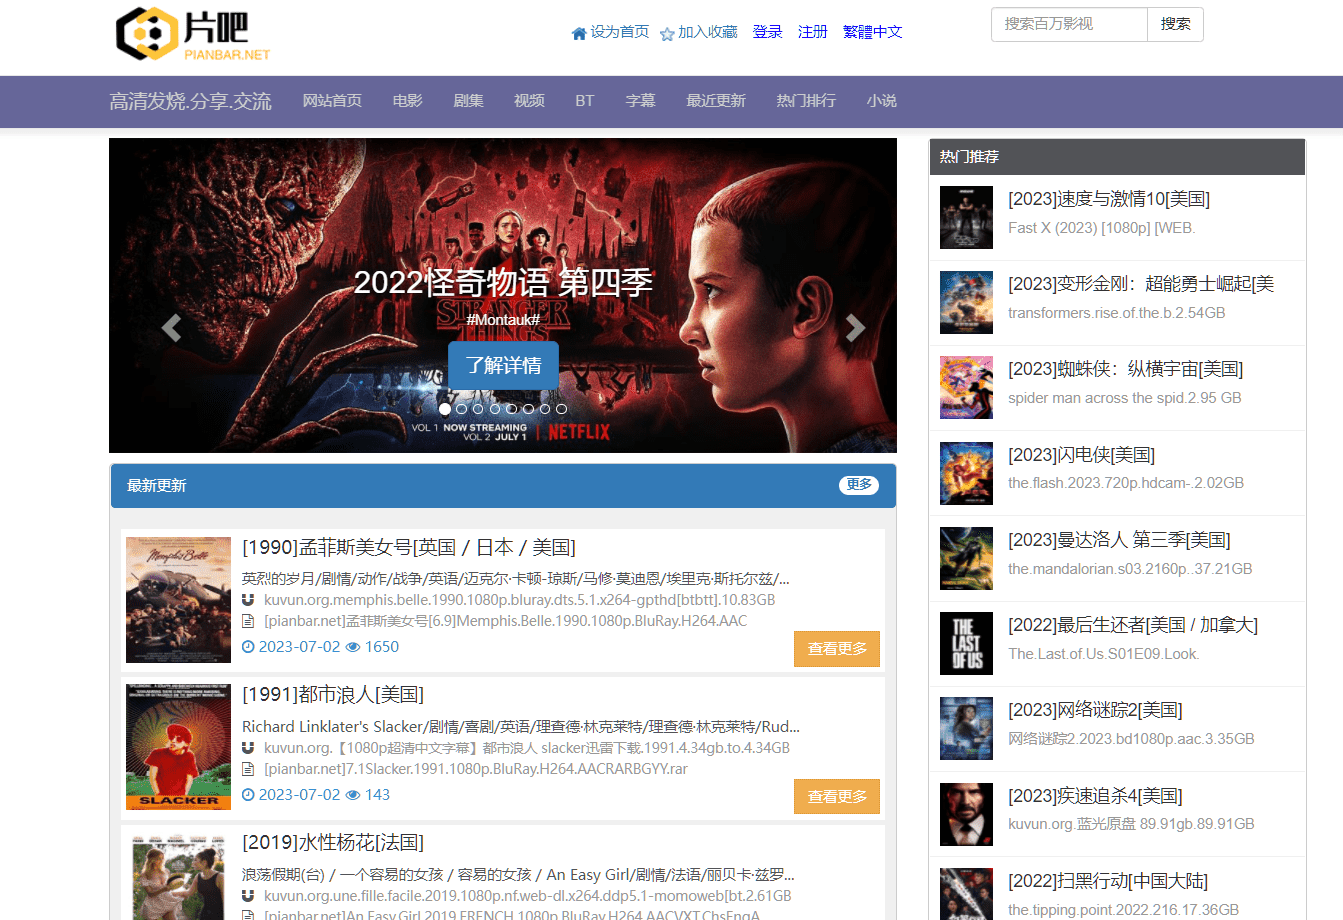 片吧
PIANBAR.NET
设为首页 加入收藏 登录 注册 繁體中文
搜索百万影视 搜索
高清发烧.分享.交流 网站首页 电影 剧集 视频 BT 字幕 最近更新 热门排行 小说
2022怪奇物语 第四季
STRANGER THINGS
#Montauk#
了解详情
VOL 1 NOW STREAMING
VOL 2 JULY 1
NETFLIX
最新更新 更多
[1990]孟菲斯美女号[英国 / 日本 / 美国]
英烈的岁月/剧情/动作/战争/英语/迈克尔·卡顿-琼斯/马修·莫迪恩/埃里克·斯托尔兹/...
kuvun.org.memphis.belle.1990.1080p.bluray.dts.5.1.x264-gpthd[btbtt].10.83GB
[pianbar.net]孟菲斯美女号[6.9]Memphis.Belle.1990.1080p.BluRay.H264.AAC
2023-07-02 1650
查看更多
Memphis Belle
[1991]都市浪人[美国]
Richard Linklater's Slacker/剧情/喜剧/英语/理查德·林克莱特/理查德·林克莱特/Rud...
kuvun.org.【1080p超清中文字幕】都市浪人 slacker迅雷下载.1991.4.34gb.to.4.34GB
[pianbar.net]7.1Slacker.1991.1080p.BluRay.H264.AACRARBGYY.rar
2023-07-02 143
查看更多
SLACKER
[2019]水性杨花[法国]
浪荡假期(台) / 一个容易的女孩 / 容易的女孩 / An Easy Girl/剧情/法语/丽贝卡·兹罗...
kuvun.org.une.fille.facile.2019.1080p.nf.web-dl.x264.ddp5.1-momoweb[bt.2.61GB
[pianbar.net]An.Easy.Girl.2019.FRENCH.1080p.BluRay.H264.AACVXT.ChsEngA
热门推荐
[2023]速度与激情10[美国]
Fast X (2023) [1080p] [WEB.
[2023]变形金刚：超能勇士崛起[美
transformers.rise.of.the.b.2.54GB
[2023]蜘蛛侠：纵横宇宙[美国]
spider man across the spid.2.95 GB
[2023]闪电侠[美国]
the.flash.2023.720p.hdcam-.2.02GB
[2023]曼达洛人 第三季[美国]
the.mandalorian.s03.2160p..37.21GB
THE LAST OF US
[2022]最后生还者[美国 / 加拿大]
The.Last.of.Us.S01E09.Look.
[2023]网络谜踪2[美国]
网络谜踪2.2023.bd1080p.aac.3.35GB
[2023]疾速追杀4[美国]
kuvun.org.蓝光原盘 89.91gb.89.91GB
[2022]扫黑行动[中国大陆]
the.tipping.point.2022.216.17.36GB